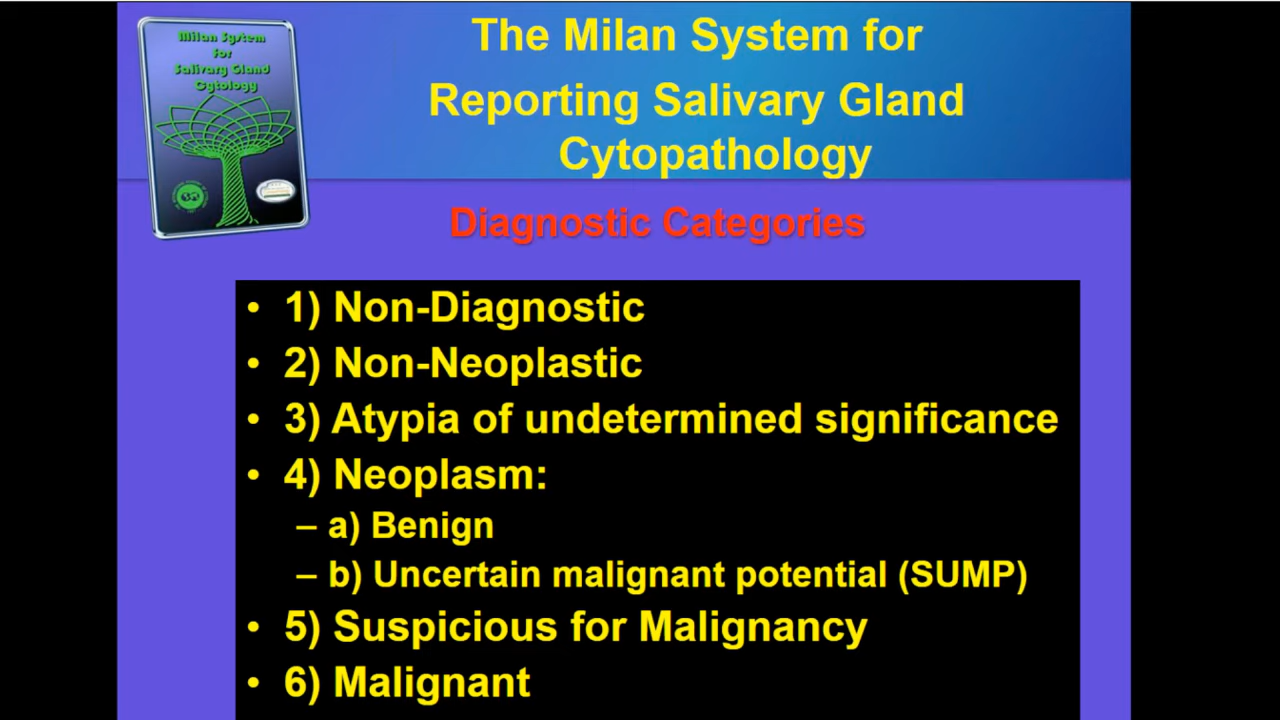 Milan System
for
Salivary Gland
Cytology
The Milan System for
Reporting Salivary Gland
Cytopathology
Diagnostic Categories
• 1) Non-Diagnostic
• 2) Non-Neoplastic
• 3) Atypia of undetermined significance
• 4) Neoplasm:
– a) Benign
– b) Uncertain malignant potential (SUMP)
• 5) Suspicious for Malignancy
• 6) Malignant